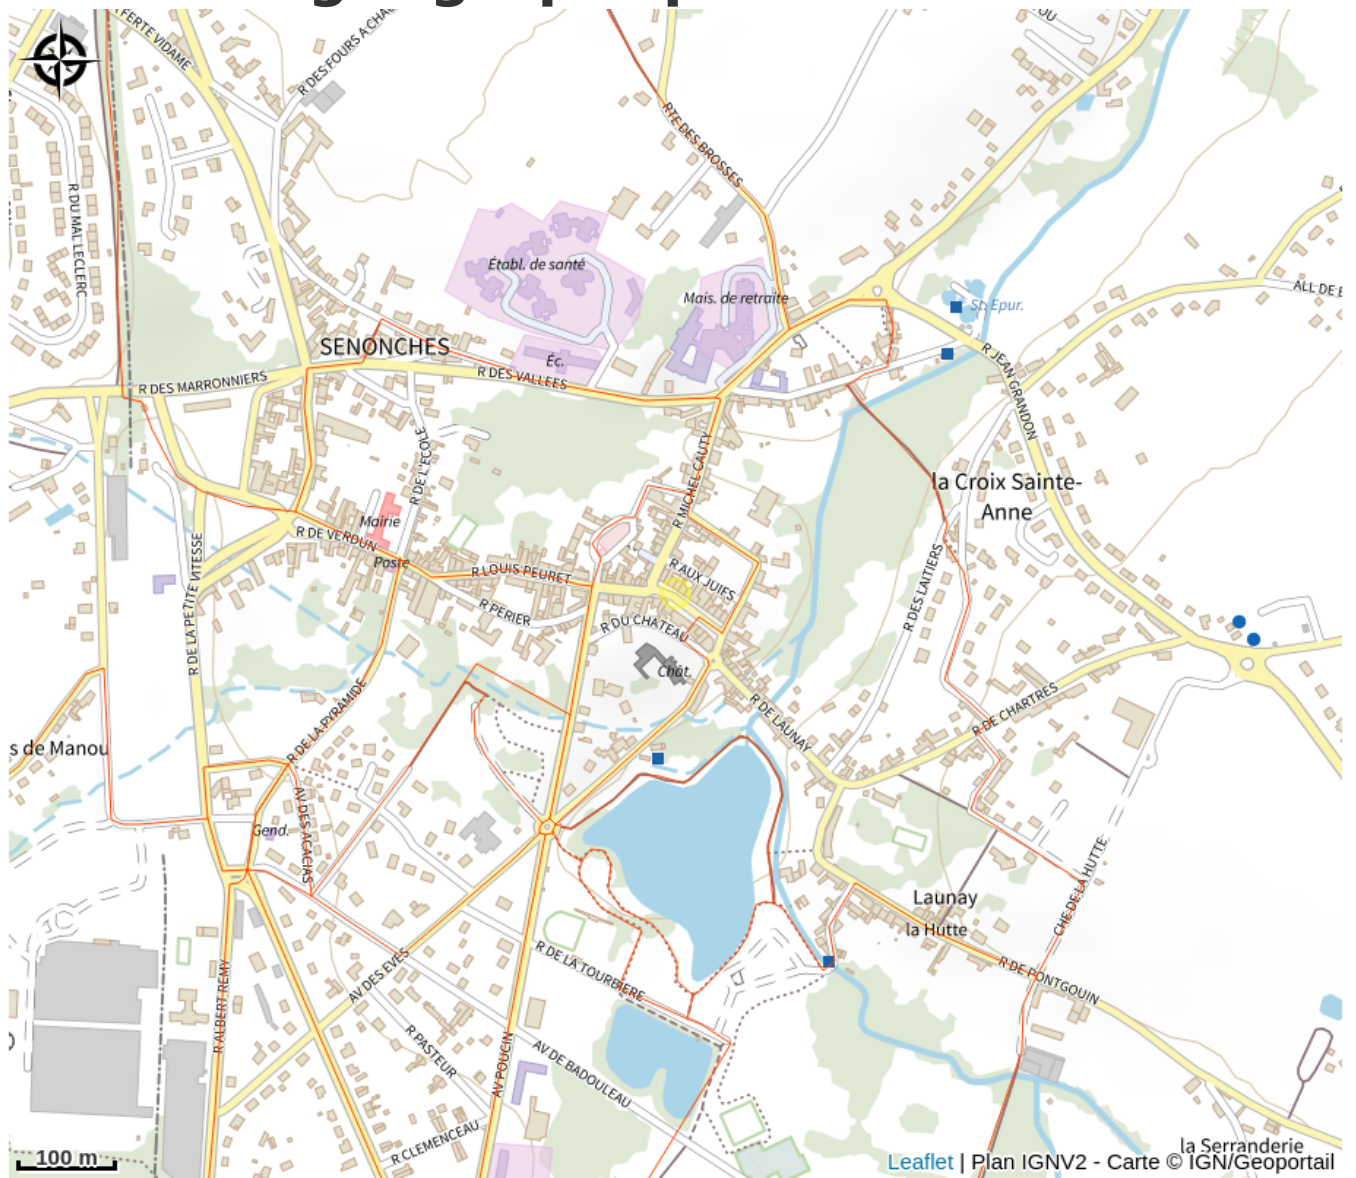 FERTE VIDAME
R DES FOURS A CHA
RTE DES BROSSES
R DU MAL LECLERC
Établ. de santé
Mais. de retraite
ALL DE
St. Epur.
SENONCHES
Éc.
R DES MARRONNIERS
R DES VALLÉES
R JEAN GRANDON
R DE L'ECOLE
R MICHEL CAUTY
la Croix Sainte-
Anne
Mairie
R DE VERDUN
Poste
R LOUIS PEURET
R AUX JUIFS
R DE LA PETITE VITESSE
R PERIER
R DU CHATEAU
R DES LAITIERS
Chât.
R DE LA PYRAMIDE
R DE LAUNAY
R DE CHARTRES
s de Manou
AV DES ACACIAS
Gend.
CHE DE LA HUTTE
Launay
la Hutte
R DE LA TOURBIERE
R DE PONTGOUIN
AV DES EVES
R ALBERT REMY
R PASTEUR
AV POUCIN
AV DE BADOULEAU
R CLEMENCEAU
la Serranderie
100 m
Leaflet | Plan IGNV2 - Carte © IGN/Geoportail